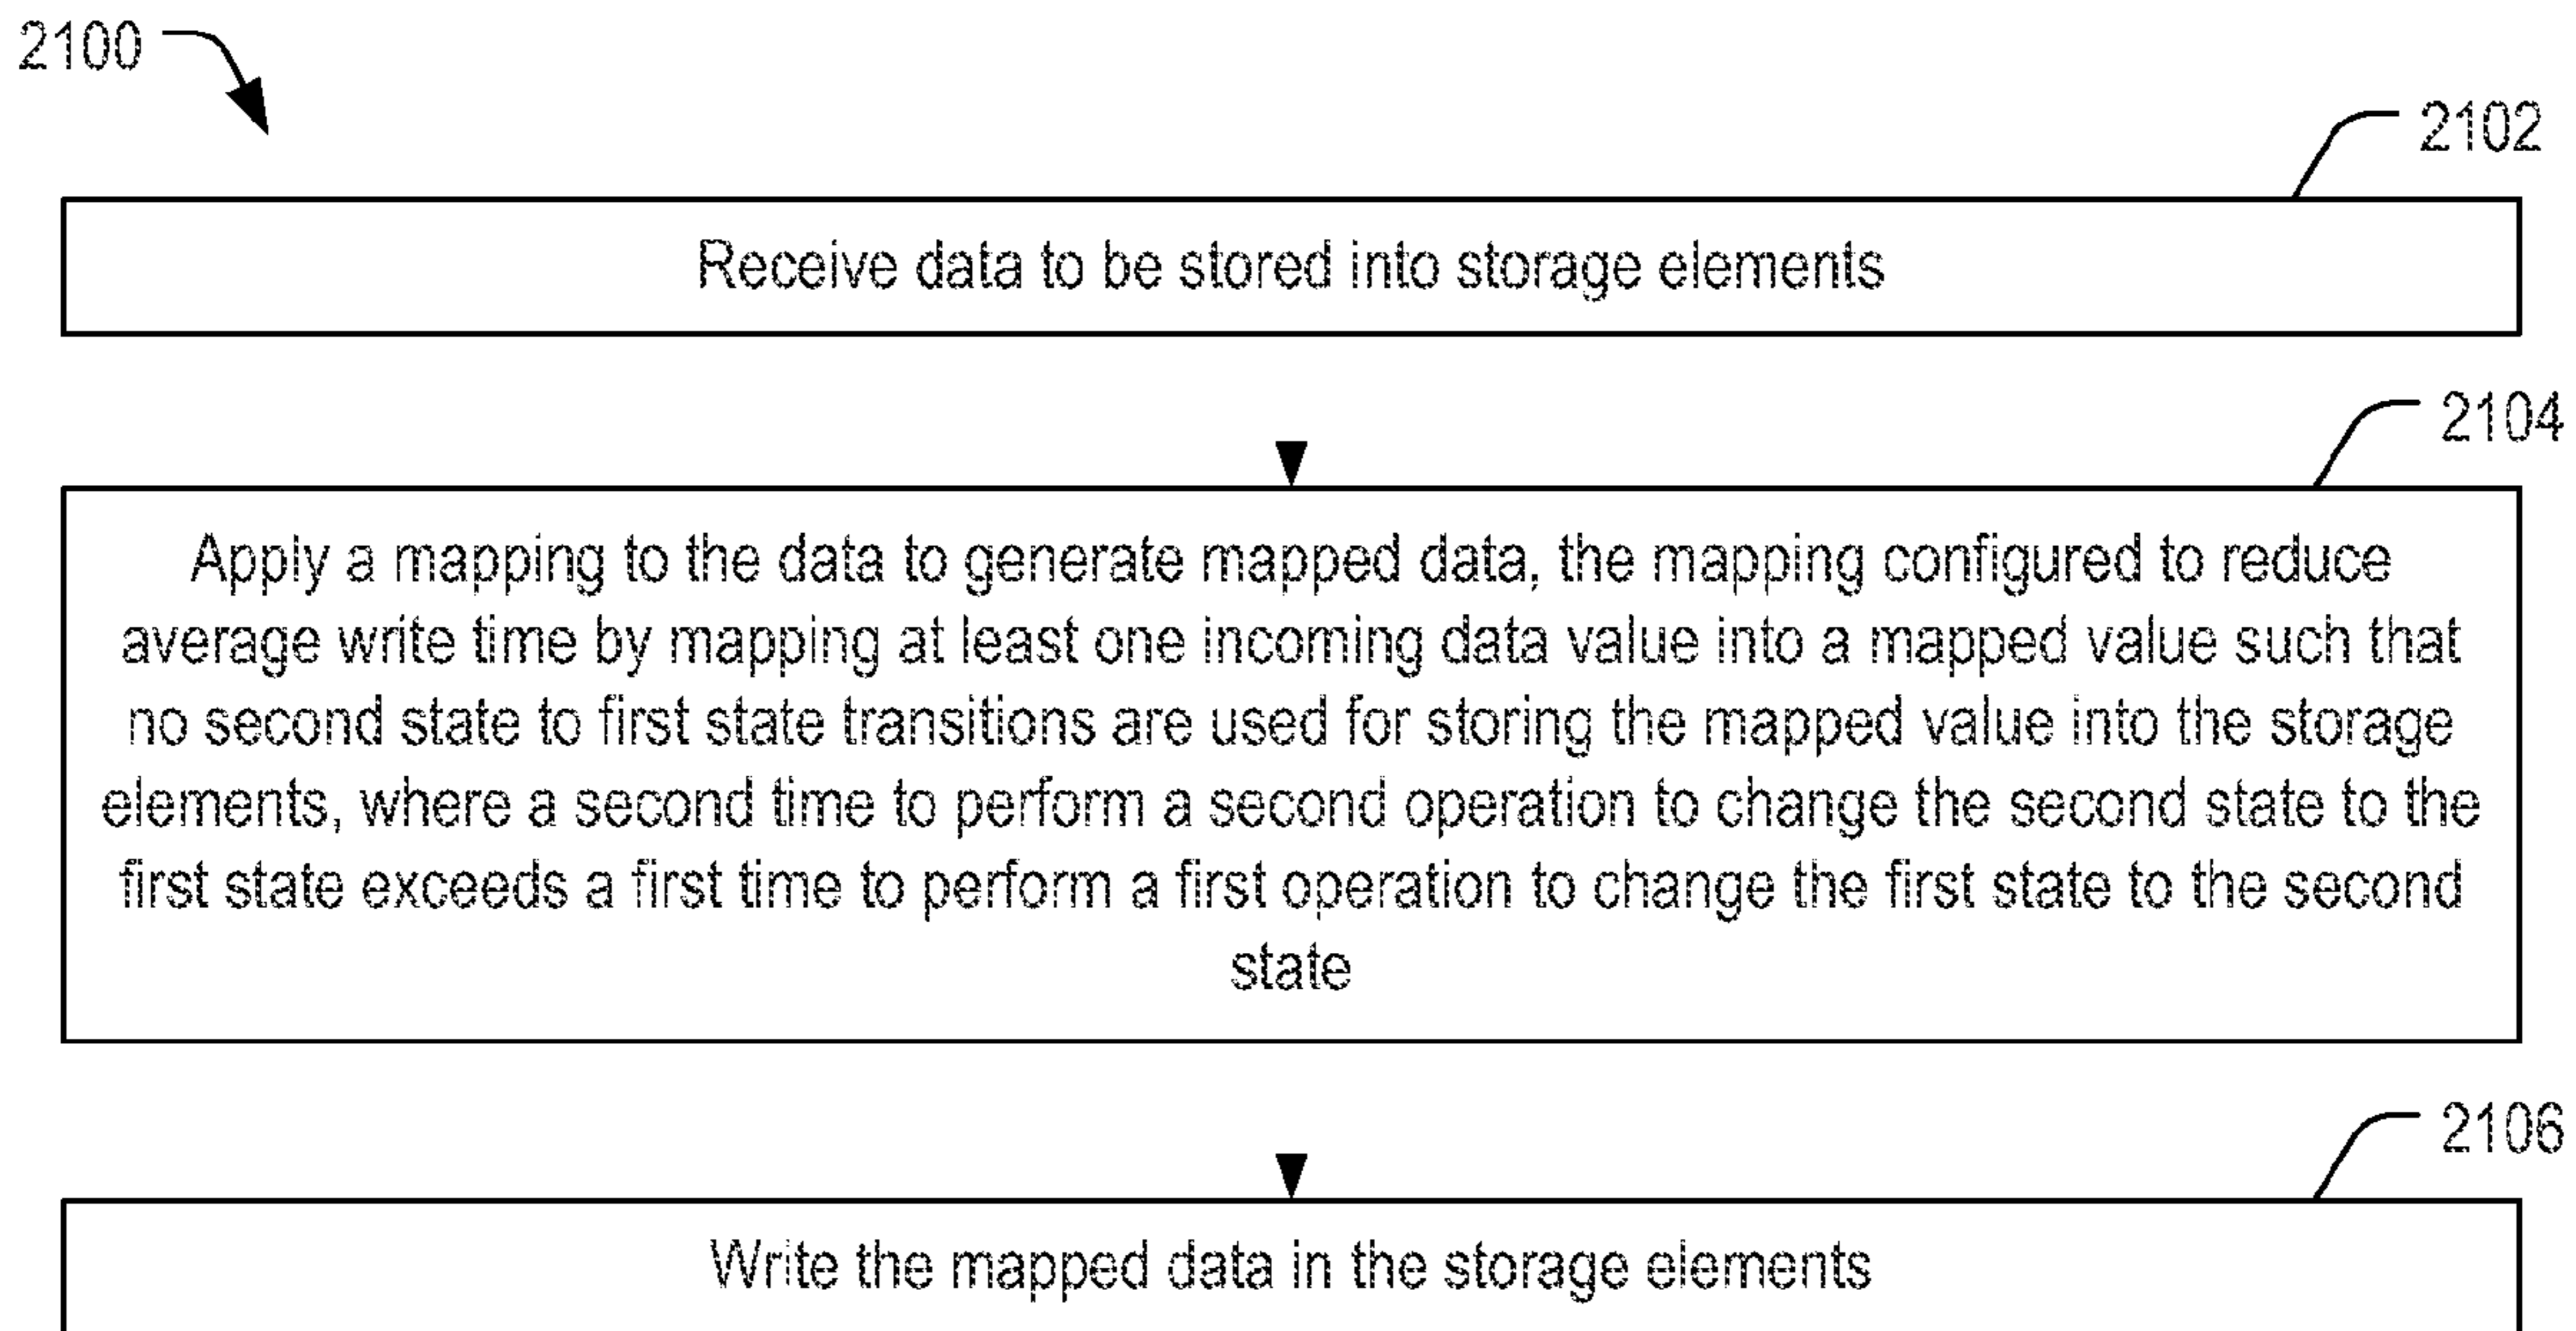 2100
2102
Receive data to be stored into storage elements
2104
Apply a mapping to the data to generate mapped data, the mapping configured to reduce
average write time by mapping at least one incoming data value into a mapped value such that
no second state to first state transitions are used for storing the mapped value into the storage
elements, where a second time to perform a second operation to change the second state to the
first state exceeds a first time to perform a first operation to change the first state to the second
state
2106
Write the mapped data in the storage elements